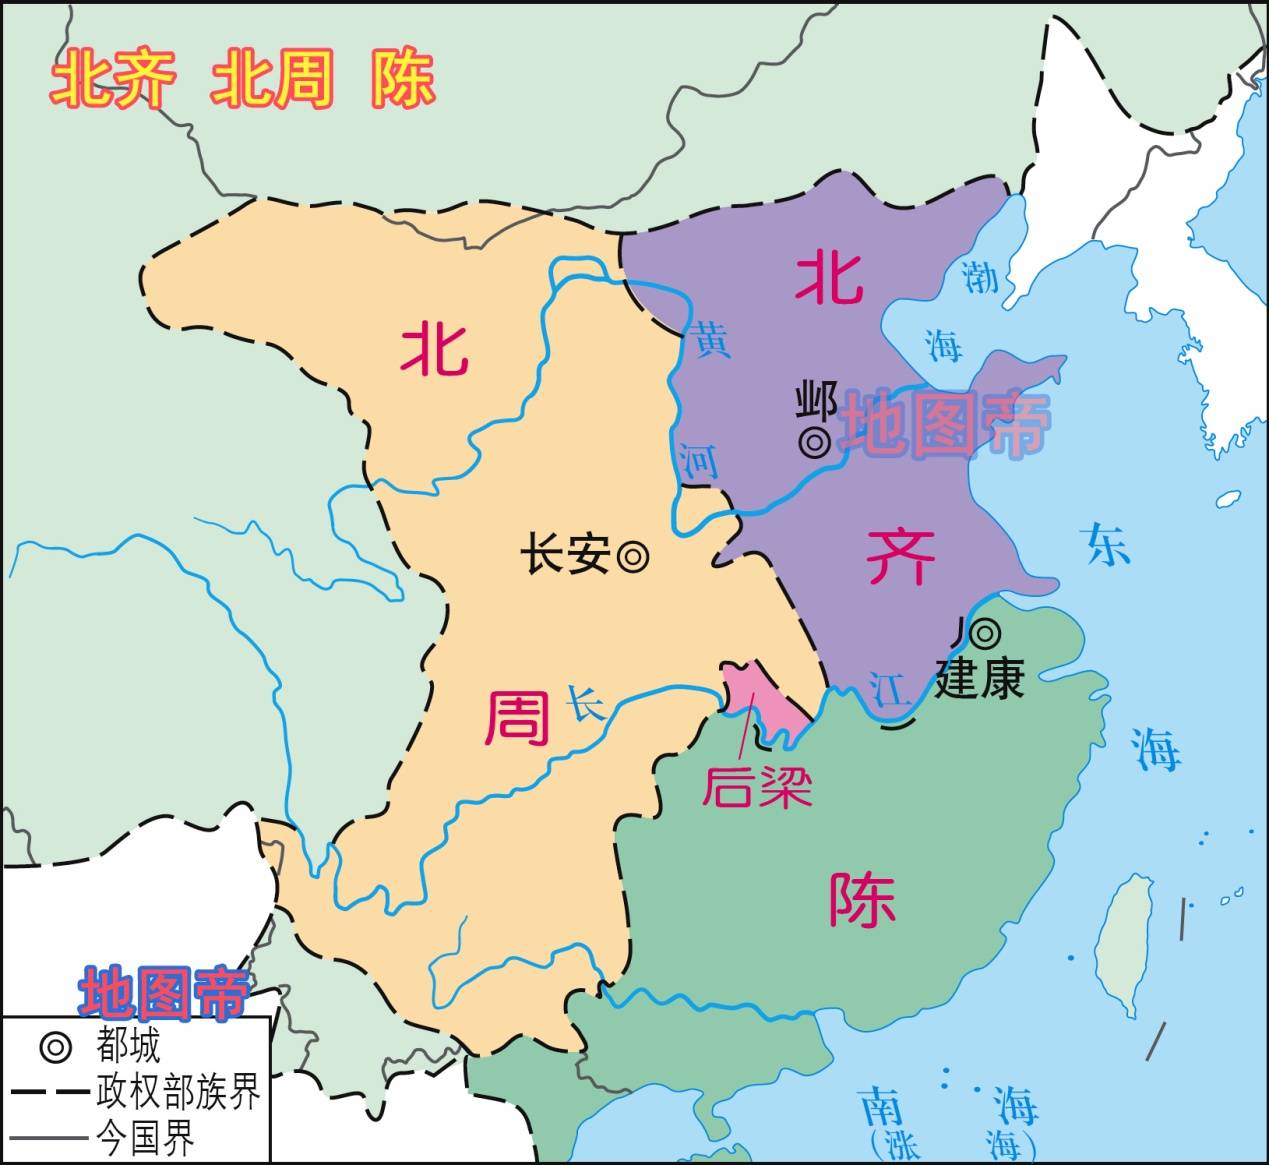 北齐 北周 陈
北
渤
海
北
黄
邺
地图帝
河
长安
齐
东
建康
周
长
江
海
后梁
陈
地图帝
都城
政权部族界
今国界
南海
(涨海)